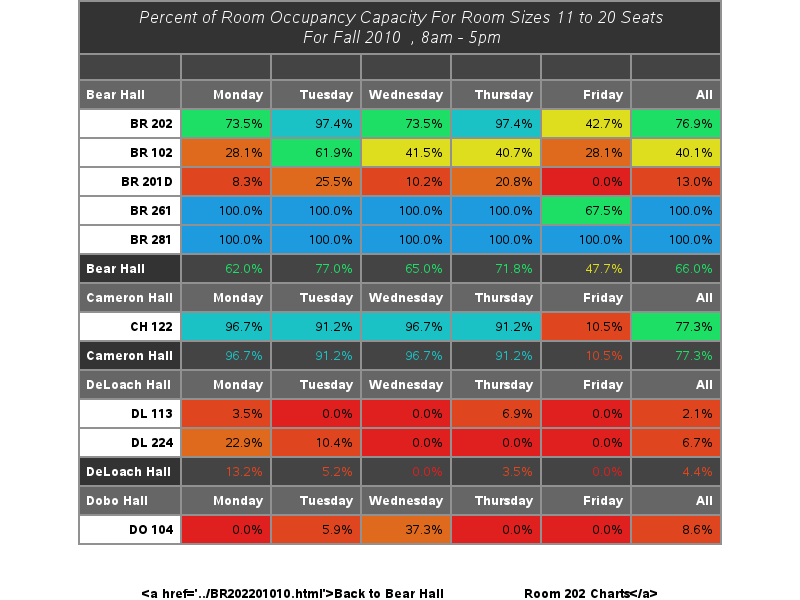 Percent of Room Occupancy Capacity For Room Sizes 11 to 20 Seats
For Fall 2010 , 8am - 5pm
Bear Hall Monday Tuesday Wednesday Thursday Friday All
BR 202 73.5% 97.4% 73.5% 97.4% 42.7% 76.9%
BR 102 28.1% 61.9% 41.5% 40.7% 28.1% 40.1%
BR 201D 8.3% 25.5% 10.2% 20.8% 0.0% 13.0%
BR 261 100.0% 100.0% 100.0% 100.0% 67.5% 100.0%
BR 281 100.0% 100.0% 100.0% 100.0% 100.0% 100.0%
Bear Hall 62.0% 77.0% 65.0% 71.8% 47.7% 66.0%
Cameron Hall Monday Tuesday Wednesday Thursday Friday All
CH 122 96.7% 91.2% 96.7% 91.2% 10.5% 77.3%
Cameron Hall 96.7% 91.2% 96.7% 91.2% 10.5% 77.3%
DeLoach Hall Monday Tuesday Wednesday Thursday Friday All
DL 113 3.5% 0.0% 0.0% 6.9% 0.0% 2.1%
DL 224 22.9% 10.4% 0.0% 0.0% 0.0% 6.7%
DeLoach Hall 13.2% 5.2% 0.0% 3.5% 0.0% 4.4%
Dobo Hall Monday Tuesday Wednesday Thursday Friday All
DO 104 0.0% 5.9% 37.3% 0.0% 0.0% 8.6%
<a href='../BR202201010.html'>Back to Bear Hall Room 202 Charts</a>